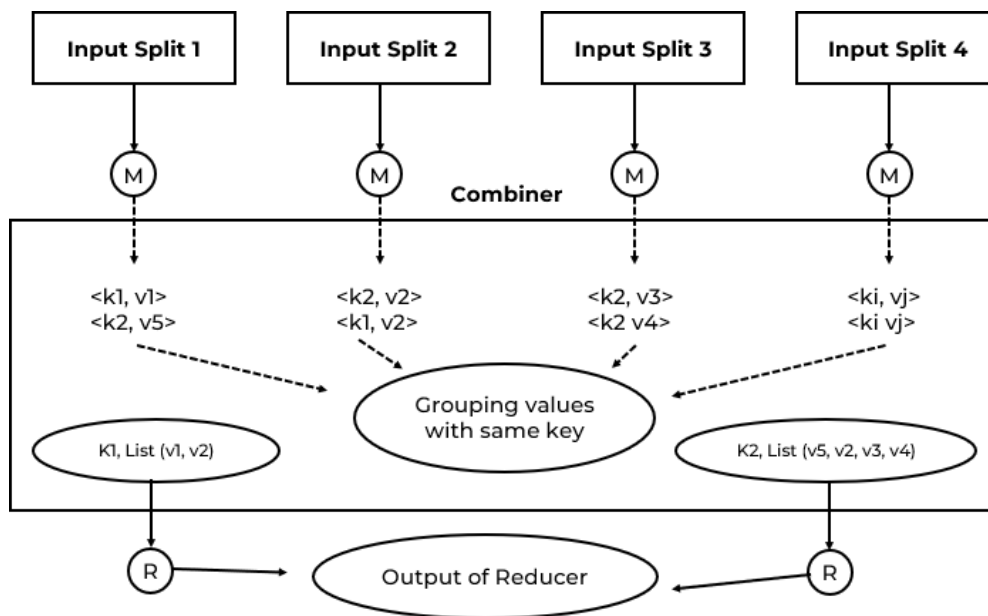 Input Split 1
Input Split 2
Input Split 3
Input Split 4
M
M
M
M
Combiner
<k1, v1>
<k2, v5>
<k2, v2>
<k1, v2>
<k2, v3>
<k2 v4>
<ki, vj>
<ki vj>
Grouping values
with same key
K1, List (v1, v2)
K2, List (v5, v2, v3, v4)
R
Output of Reducer
R